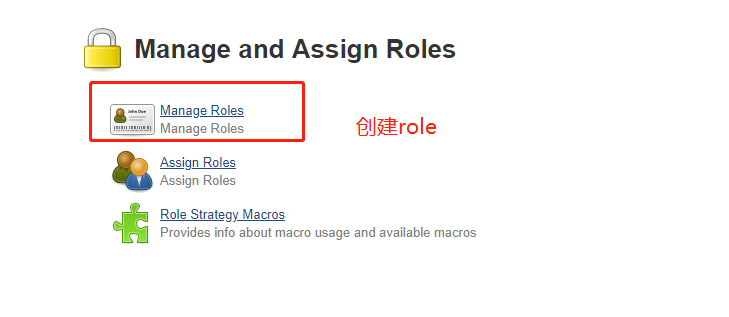 Manage and Assign Roles
John Doe
Manage Roles
Manage Roles
创建role
Assign Roles
Assign Roles
Role Strategy Macros
Provides info about macro usage and available macros